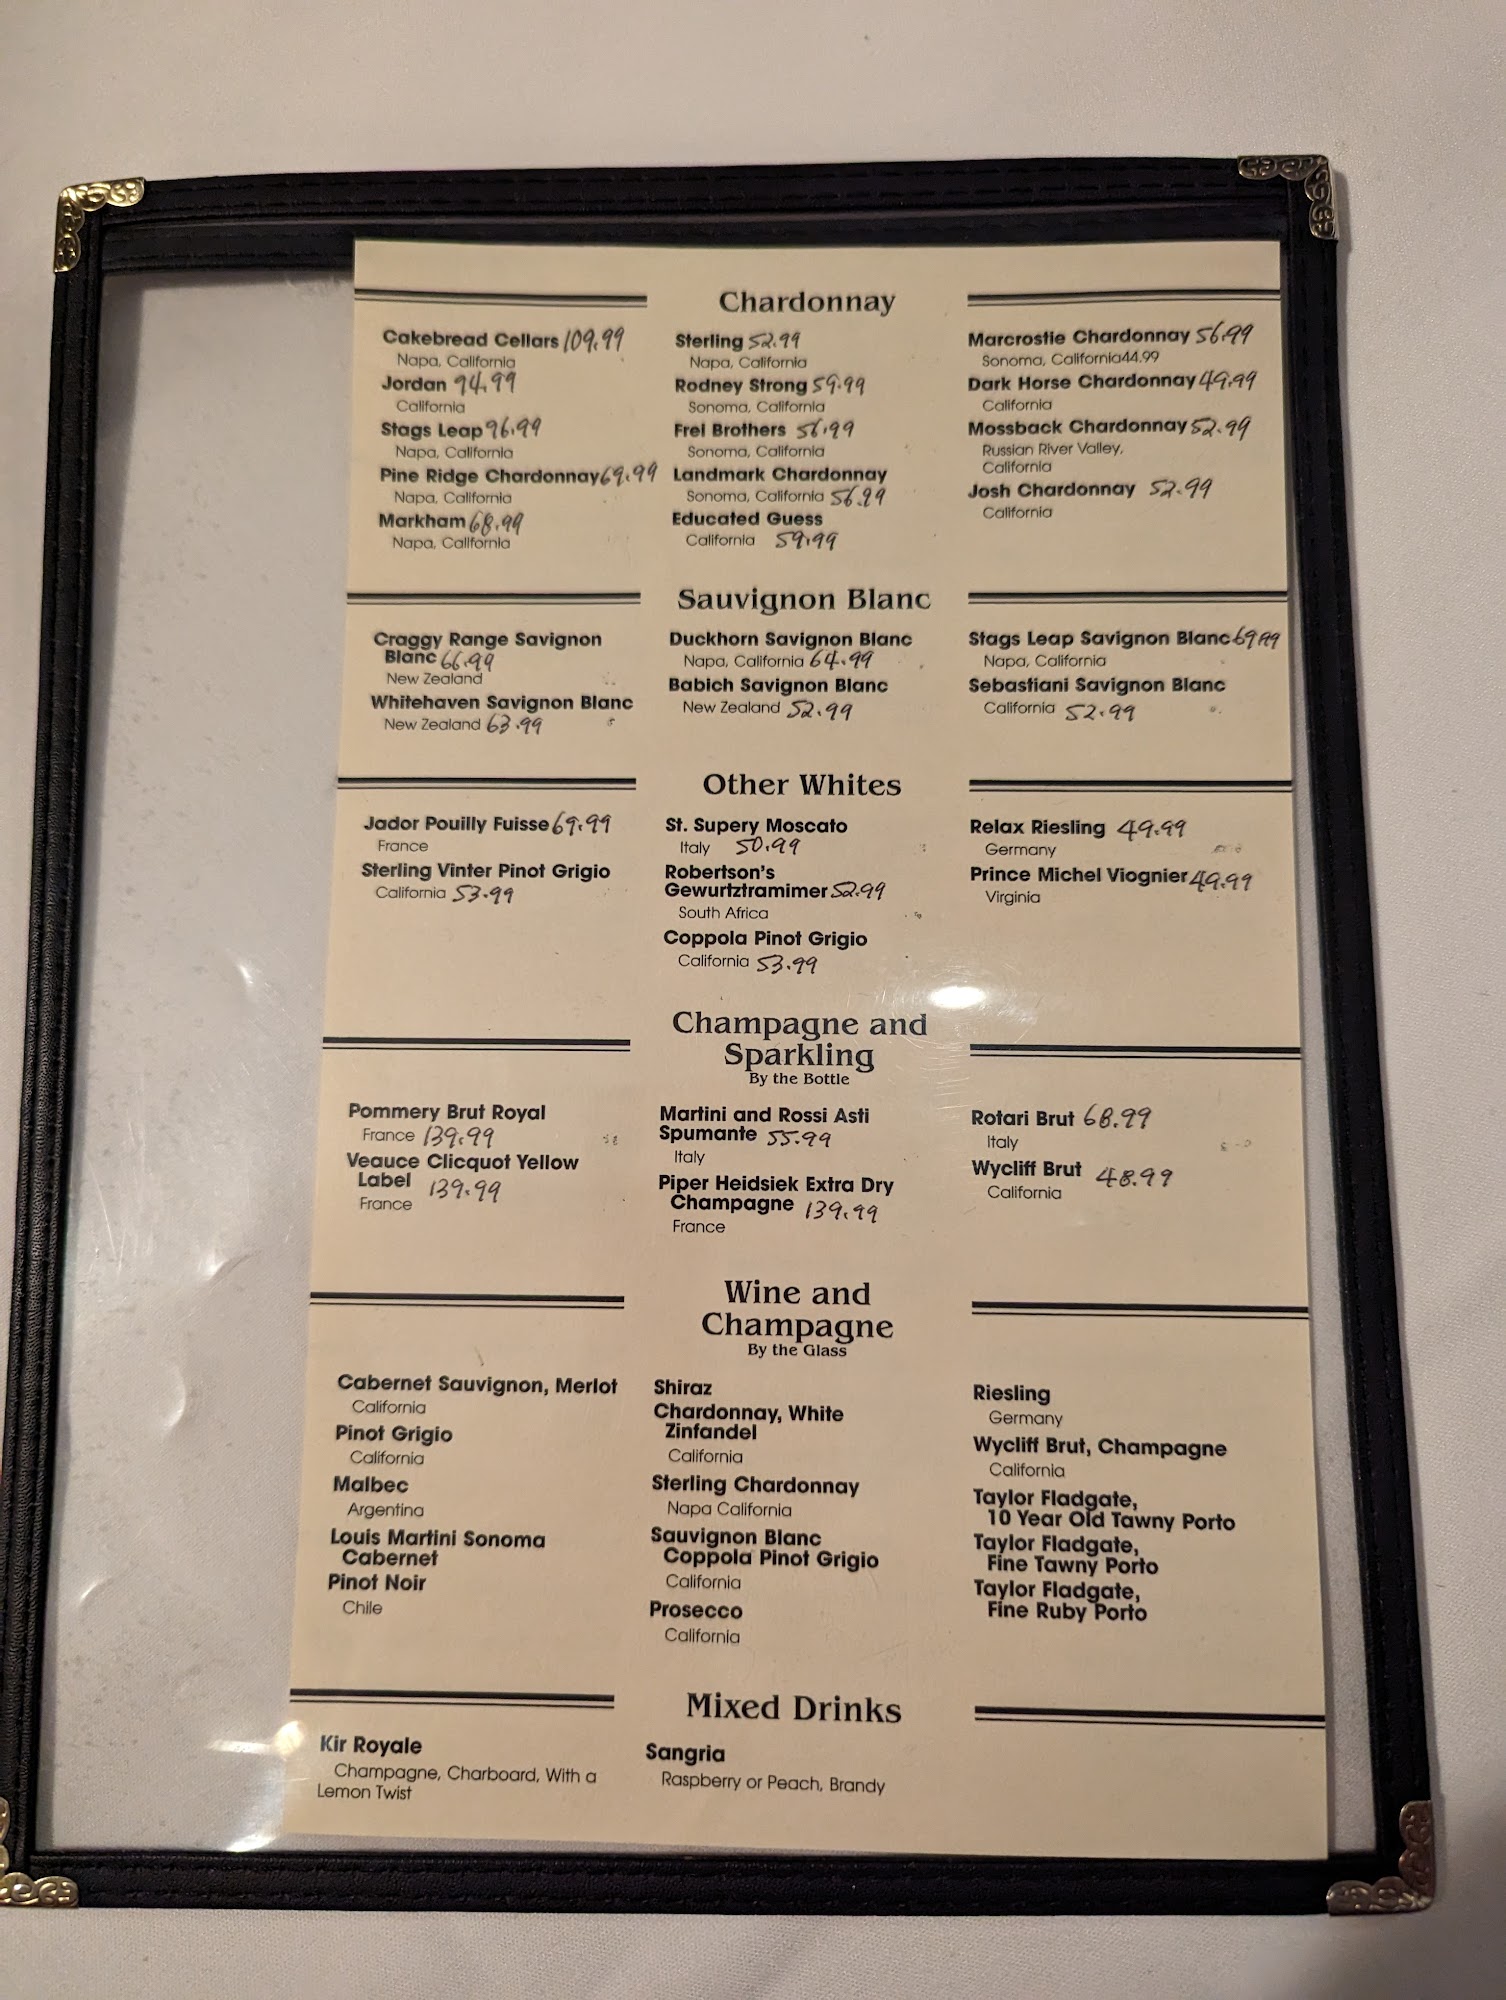 Chardonnay
Cakebread Cellars 109.99
Napa, California
Jordan 94.99
California
Stags Leap 96.99
Napa, California
Pine Ridge Chardonnay 69.99
Napa, California
Markham 68.99
Napa, California
Sterling 52.99
Napa, California
Rodney Strong 59.99
Sonoma, California
Frei Brothers 56.99
Sonoma, California
Landmark Chardonnay
Sonoma, California 56.99
Educated Guess
California 59.99
Marcrostie Chardonnay 56.99
Sonoma, California44.99
Dark Horse Chardonnay 49.99
California
Mossback Chardonnay 52.99
Russian River Valley,
California
Josh Chardonnay 52.99
California
Sauvignon Blanc
Craggy Range Savignon
Blanc 66.99
New Zealand
Whitehaven Savignon Blanc
New Zealand 63.99
Duckhorn Savignon Blanc
Napa, California 64.99
Babich Savignon Blanc
New Zealand 52.99
Stags Leap Savignon Blanc 69.99
Napa, California
Sebastiani Savignon Blanc
California 52.99
Other Whites
Jador Pouilly Fuisse 69.99
France
Sterling Vinter Pinot Grigio
California 53.99
St. Supery Moscato
Italy 50.99
Robertson's
Gewurtztramimer 52.99
South Africa
Coppola Pinot Grigio
California 53.99
Relax Riesling 49.99
Germany
Prince Michel Viognier 49.99
Virginia
Champagne and
Sparkling
By the Bottle
Pommery Brut Royal
France 139.99
Veauce Clicquot Yellow
Label 139.99
France
Martini and Rossi Asti
Spumante 55.99
Italy
Piper Heidsiek Extra Dry
Champagne 139.99
France
Rotari Brut 68.99
Italy
Wycliff Brut 48.99
California
Wine and
Champagne
By the Glass
Cabernet Sauvignon, Merlot
California
Pinot Grigio
California
Malbec
Argentina
Louis Martini Sonoma
Cabernet
Pinot Noir
Chile
Shiraz
Chardonnay, White
Zinfandel
California
Sterling Chardonnay
Napa California
Sauvignon Blanc
Coppola Pinot Grigio
California
Prosecco
California
Riesling
Germany
Wycliff Brut, Champagne
California
Taylor Fladgate,
10 Year Old Tawny Porto
Taylor Fladgate,
Fine Tawny Porto
Taylor Fladgate,
Fine Ruby Porto
Mixed Drinks
Kir Royale
Champagne, Charboard, With a
Lemon Twist
Sangria
Raspberry or Peach, Brandy